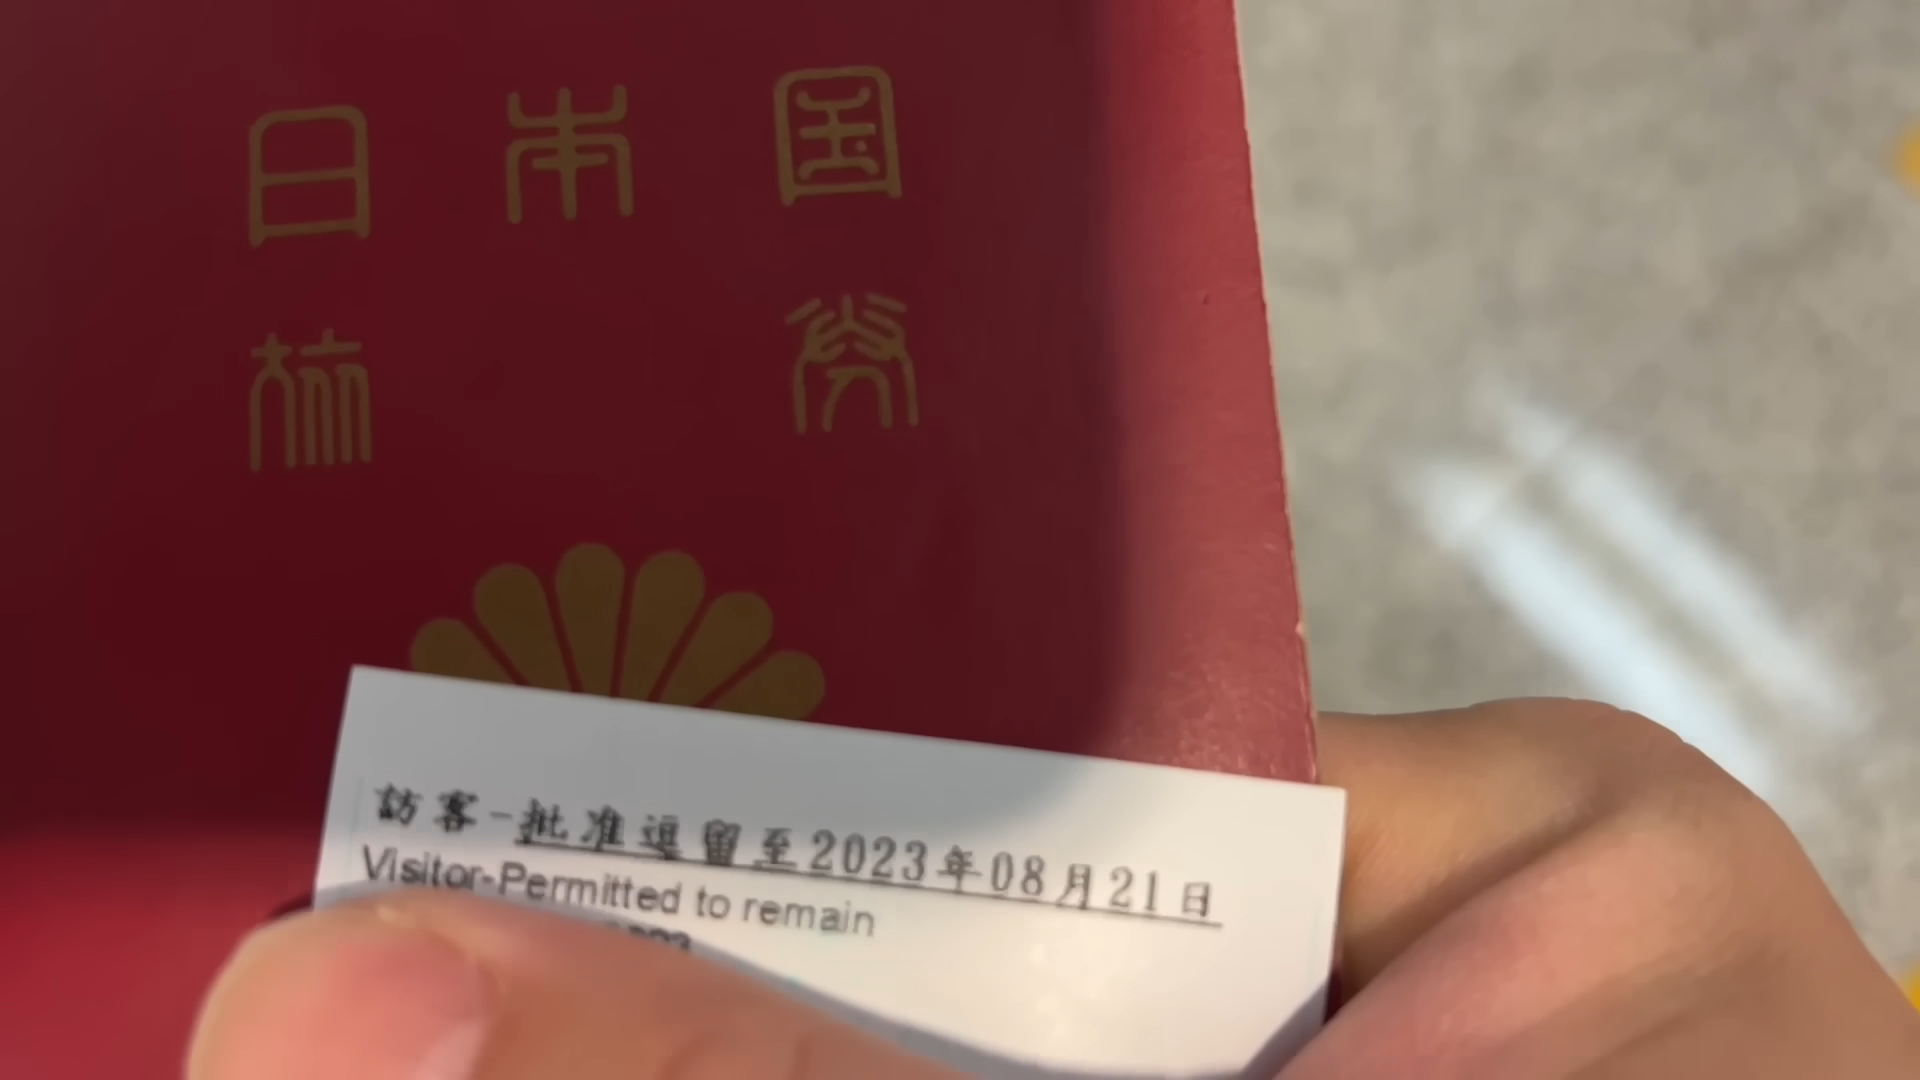 日本国
旅券
訪客-批准逗留至2023年08月21日
Visitor-Permitted to remain